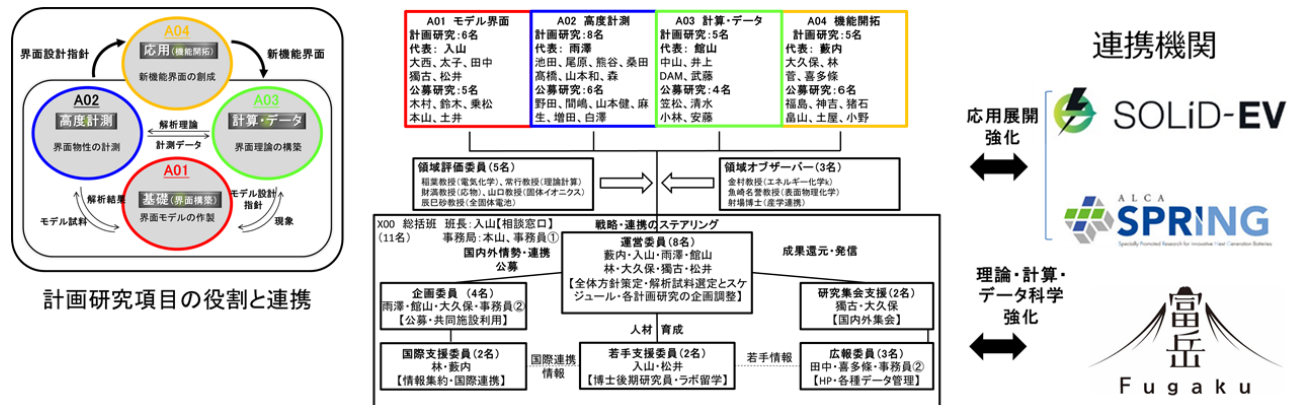 A04
応用(機能開拓)
新機能界面の創成
界面設計指針
新機能界面
A02
高度計測
界面物性の計測
解析理論
計測データ
A03
計算・データ
界面理論の構築
A01
基礎(界面構築)
界面モデルの作製
解析結果
モデル試料
モデル設計
指針
現象
計画研究項目の役割と連携
A01 モデル界面
計画研究:6名
代表: 入山
大西、太子、田中
獨古、松井
公募研究:5名
木村、鈴木、乗松
本山、土井
A02 高度計測
計画研究:8名
代表: 雨澤
池田、尾原、熊谷、桑田
高橋、山本和、森
公募研究:6名
野田、間嶋、山本健、麻
生、増田、白澤
A03 計算・データ
計画研究:5名
代表: 館山
中山、井上
DAM、武藤
公募研究:4名
笠松、清水
小林、安藤
A04 機能開拓
計画研究:5名
代表: 藪内
大久保、林
菅、喜多條
公募研究:6名
福島、神吉、猪石
畠山、土屋、小野
領域評価委員(5名)
稲葉教授(電気化学)、常行教授(理論計算)
財満教授(応物)、山口教授(固体イオニクス)
辰巳砂教授(全固体電池)
領域オブザーバー(3名)
金村教授(エネルギー化学k)
魚崎名誉教授(表面物理化学)
射場博士(産学連携)
X00 総括班 班長:入山【相談窓口】
(11名) 事務局:本山、事務員①
戦略・連携のステアリング
国内外情勢・連携
公募
運営委員(8名)
藪内・入山・雨澤・館山
林・大久保・獨古・松井
【全体方針策定・解析試料選定とスケ
ジュール・各計画研究の企画調整】
成果還元・発信
企画委員 (4名)
雨澤・館山・大久保・事務員②
【公募・共同施設利用】
研究集会支援(2名)
獨古・大久保
【国内外集会】
人材 育成
国際支援委員(2名)
林・藪内
【情報集約・国際連携】
国際連携
情報
若手支援委員(2名)
入山・松井
【博士後期研究員・ラボ留学】
若手情報
広報委員(3名)
田中・喜多條・事務員②
【HP・各種データ管理】
連携機関
応用展開
強化
SOLiD-EV
ALCA
SPRING
Specially Promoted Research for Innovative Next Generation Batteries
理論・計算・
データ科学
強化
富岳
Fugaku